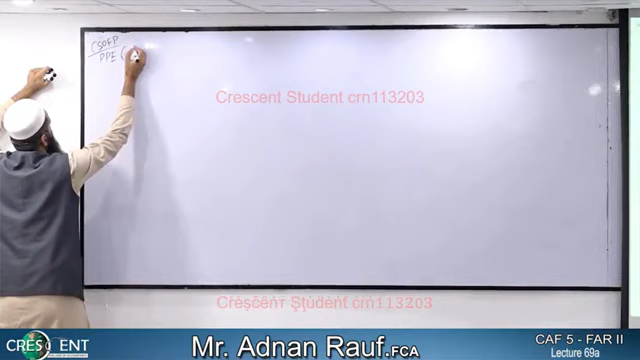 CSOFP
PPE (
Crescent Student crn113203
Crescent Student crn113203
CRESCENT
Mr. Adnan Rauf.FCA
CAF 5 - FAR II
Lecture 69a